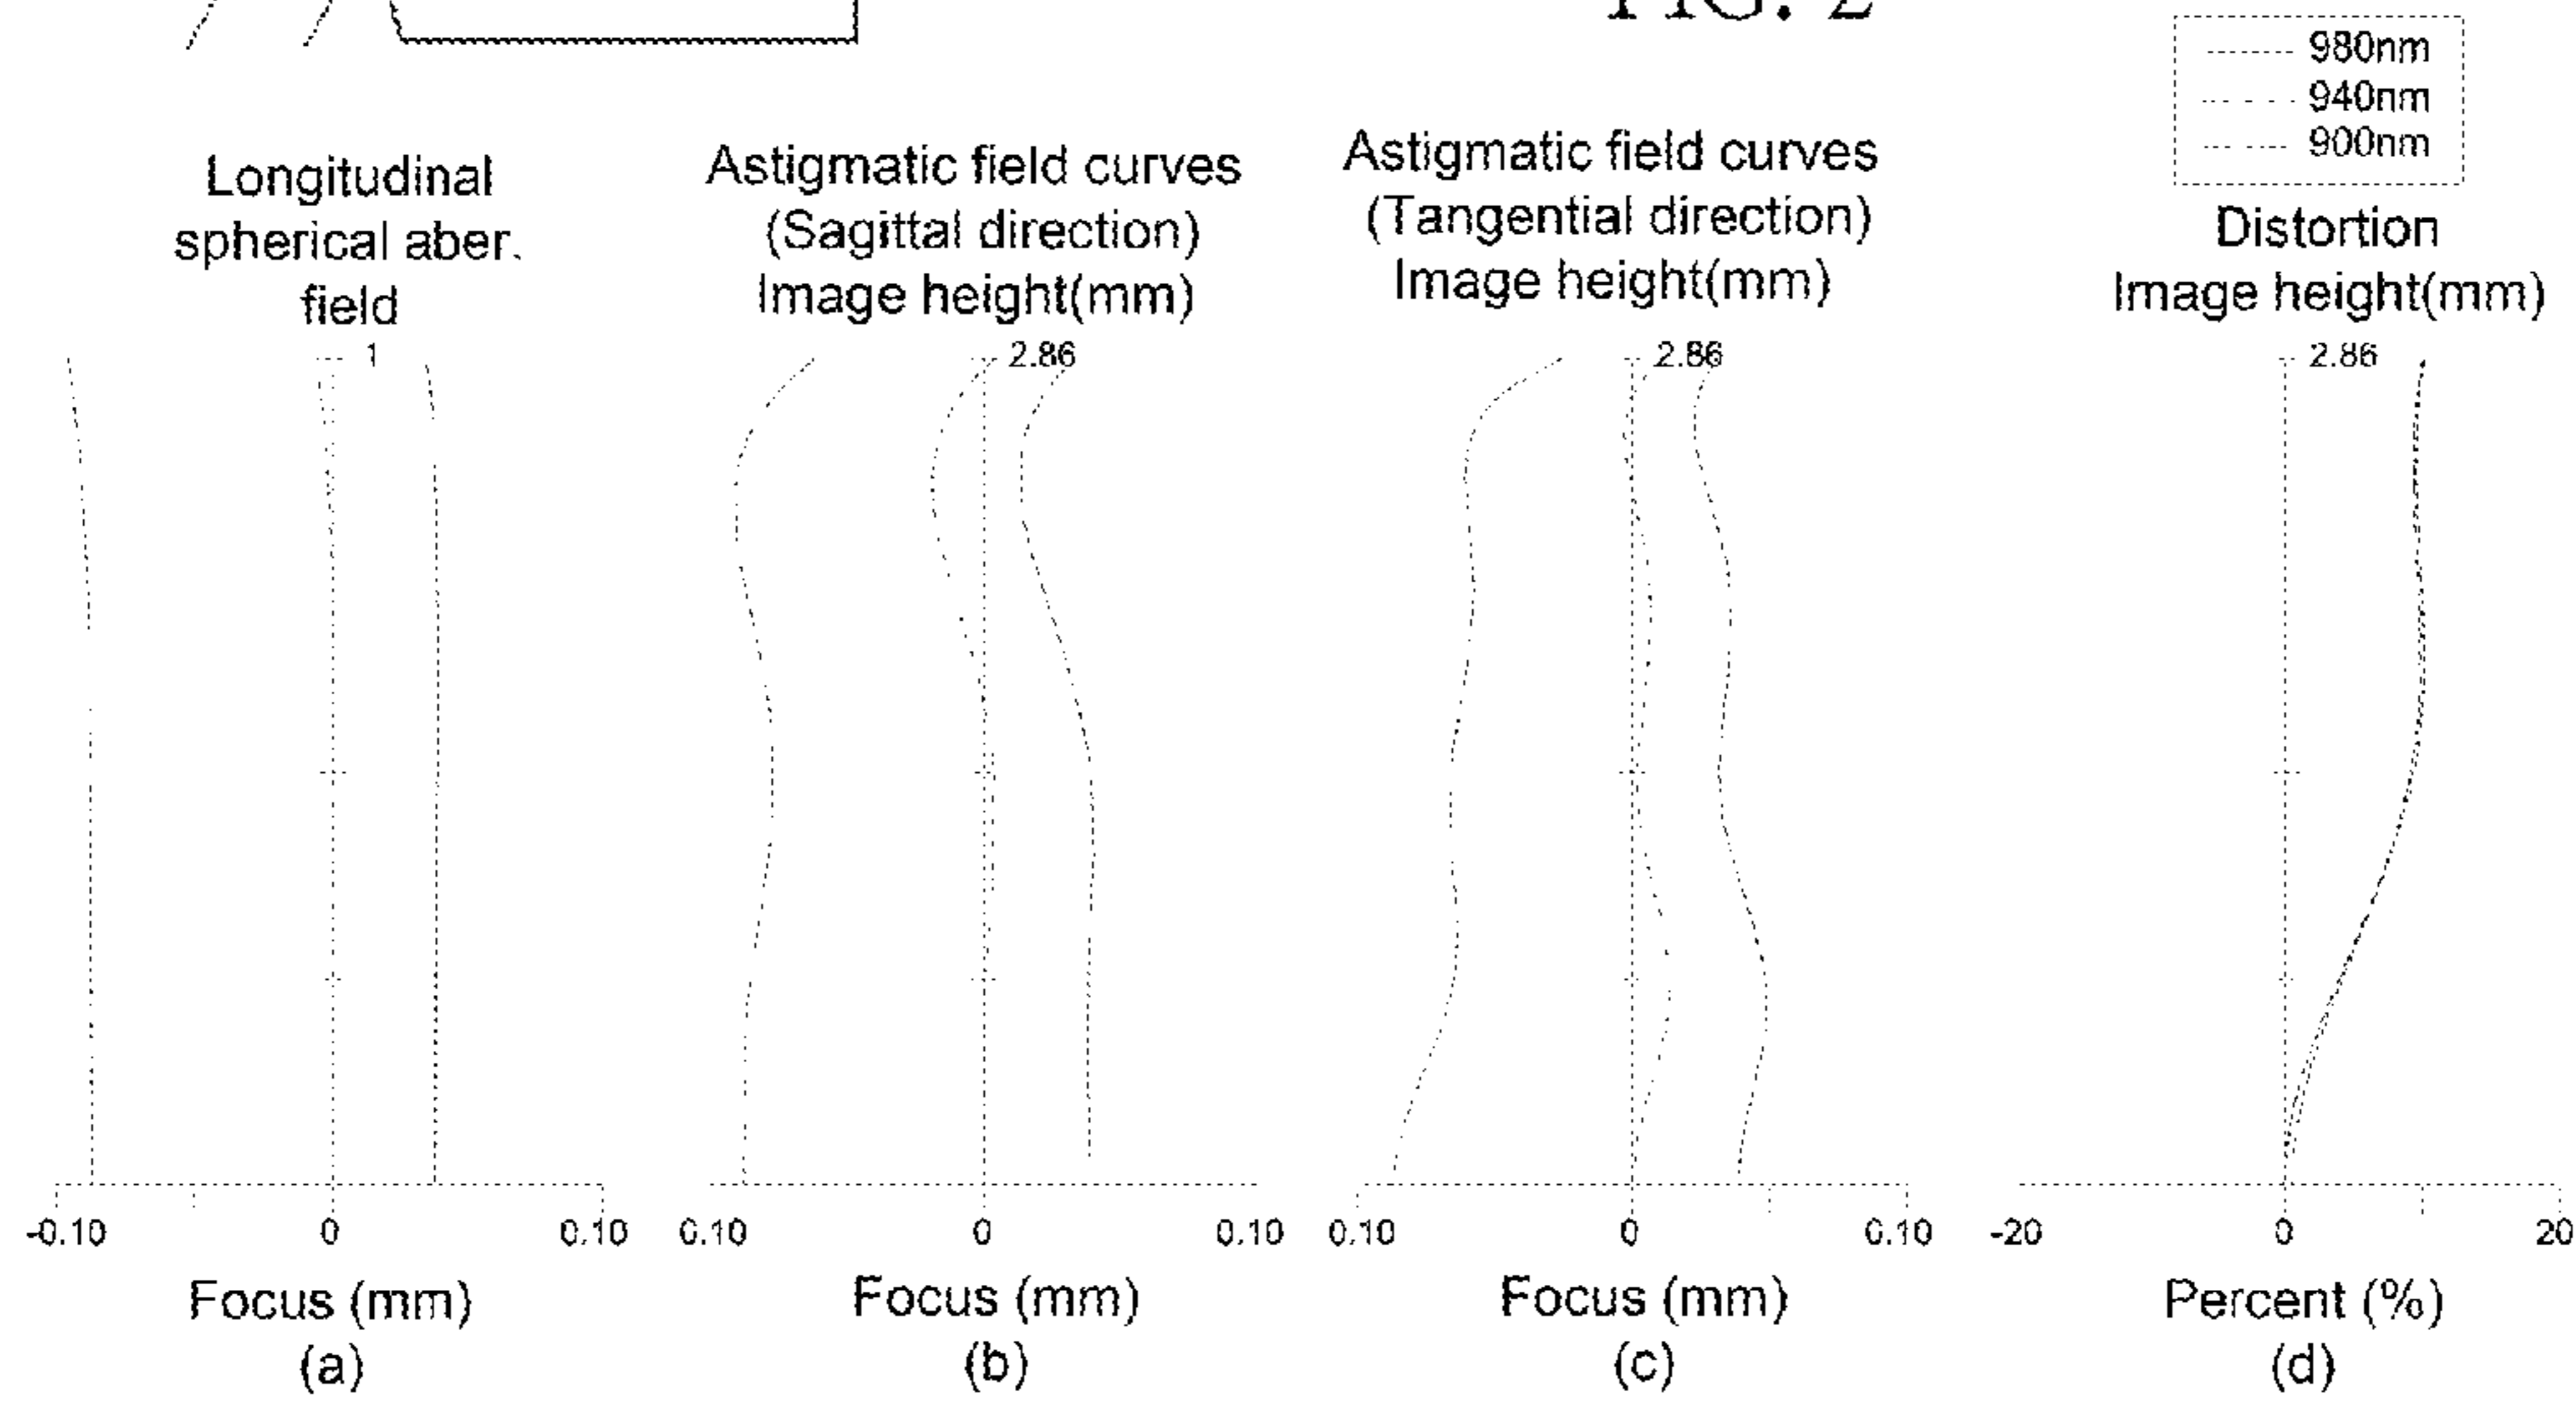 FIG. 2
980nm
940nm
900nm
Longitudinal
spherical aber.
field
1
-0.10 0 0.10
Focus (mm)
(a)
Astigmatic field curves
(Sagittal direction)
Image height(mm)
2.86
0.10 0 0.10
Focus (mm)
(b)
Astigmatic field curves
(Tangential direction)
Image height(mm)
2.86
0.10 0 0.10
Focus (mm)
(c)
Distortion
Image height(mm)
2.86
-20 0 20
Percent (%)
(d)